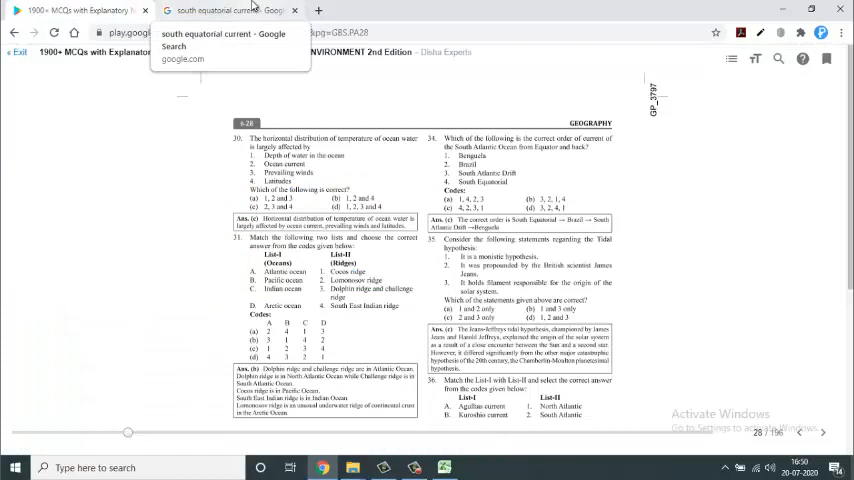 1900+ MCQs with Explanatory N
south equatorial current - Googl
play.google
pg=GBS.PA28
south equatorial current - Google
Search
google.com
Exit
1900+ MCQs with Explanator
NVIRONMENT 2nd Edition - Disha Experts
GP_3797
GEOGRAPHY
30. The horizontal distribution of temperature of ocean water
is largely affected by
1. Depth of water in the ocean
2. Ocean current
3. Prevailing winds
4. Latitudes
Which of the following is correct?
(a) 1, 2 and 3 (b) 1, 2 and 4
(c) 2, 3 and 4 (d) 1, 2, 3 and 4
Ans. (c) Horizontal distribution of temperature of ocean water is
largely affected by ocean current, prevailing winds and latitudes.
31. Match the following two lists and choose the correct
answer from the codes given below:
List-I List-II
(Oceans) (Ridges)
A. Atlantic ocean 1. Cocos ridge
B. Pacific ocean 2. Lomonosov ridge
C. Indian ocean 3. Dolphin ridge and challenge
ridge
D. Arctic ocean 4. South East Indian ridge
Codes:
A B C D
(a) 2 4 1 3
(b) 3 1 4 2
(c) 1 2 3 4
(d) 4 3 2 1
Ans. (b) Dolphin ridge and challenge ridge are in Atlantic Ocean.
Dolphin ridge is in North Atlantic Ocean while Challenge ridge is in
South Atlantic Ocean.
Cocos ridge is in Pacific Ocean.
South East Indian ridge is in Indian Ocean.
Lomonosov ridge is an unusual underwater ridge of continental crust
in the Arctic Ocean.
34. Which of the following is the correct order of current of
the South Atlantic Ocean from Equator and back?
1. Benguela
2. Brazil
3. South Atlantic Drift
4. South Equatorial
Codes:
(a) 1, 4, 2, 3 (b) 3, 2, 1, 4
(c) 4, 2, 3, 1 (d) 3, 2, 4, 1
Ans. (c) The correct order is South Equatorial → Brazil → South
Atlantic Drift →Benguela
35 Consider the following statements regarding the Tidal
hypothesis:
1. It is a monistic hypothesis.
2. It was propounded by the British scientist James
Jeans.
3. It holds filament responsible for the origin of the
solar system.
Which of the statements given above are correct?
(a) 1 and 2 only (b) 1 and 3 only
(c) 2 and 3 only (d) 1, 2 and 3
Ans. (c) The Jeans-Jeffreys tidal hypothesis, championed by James
Jeans and Harold Jeffreys, explained the origin of the solar system
as a result of a close encounter between the Sun and a second star.
However, it differed significantly from the other major catastrophic
hypothesis of the 20th century, the Chamberlin-Moulton planetesimal
hypothesis.
36. Match the List-I with List-II and select the correct answer
from the codes given below:
List-I List-II
A. Agulhas current 1. North Atlantic
B. Kuroshio current 2. South Atlantic
Activate Windows
Go to Settings to activate Windows.
28 / 196
Type here to search
16:50
20-07-2020